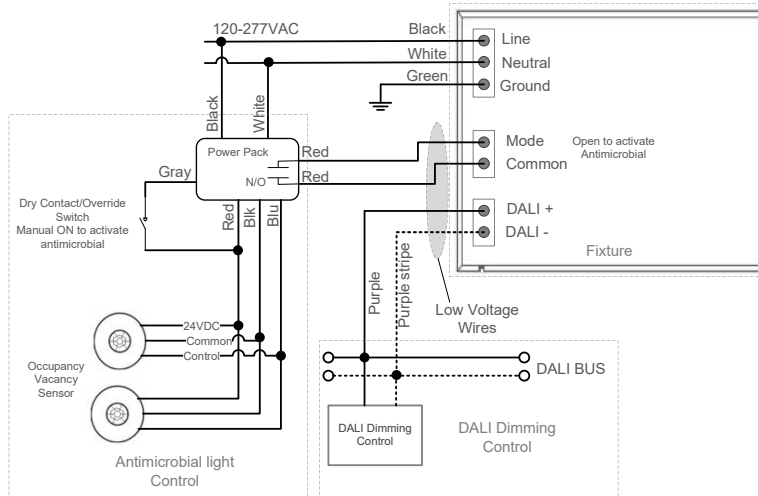 120-277VAC
Black
Line
White
Neutral
Green
Ground
Black
White
Power Pack
N/O
Red
Red
Mode
Common
Open to activate
Antimicrobial
Gray
Red
Blk
Blu
Dry Contact/Override
Switch
Manual ON to activate
antimicrobial
DALI +
DALI -
Fixture
Purple
Purple stripe
Low Voltage
Wires
24VDC
Common
Control
Occupancy
Vacancy
Sensor
DALI BUS
DALI Dimming
Control
DALI Dimming
Control
Antimicrobial light
Control